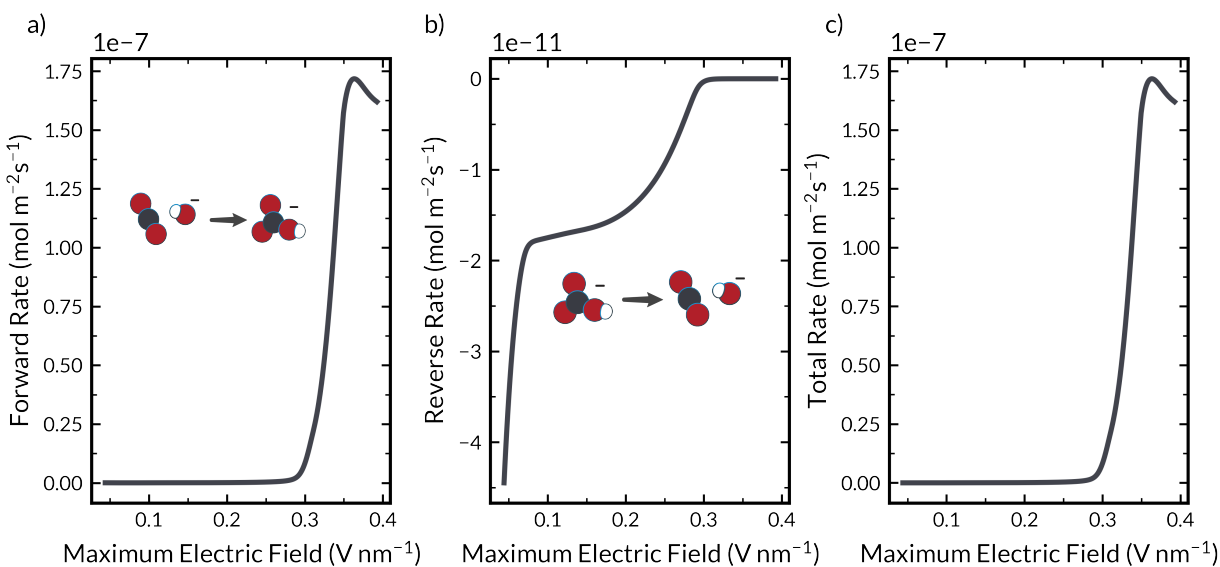 a)
1e−7
Forward Rate (mol m⁻²s⁻¹)
1.75
1.50
1.25
1.00
0.75
0.50
0.25
0.00
−
−
0.1 0.2 0.3 0.4
Maximum Electric Field (V nm⁻¹)
b)
1e−11
Reverse Rate (mol m⁻²s⁻¹)
0
−1
−2
−3
−4
−
−
0.1 0.2 0.3 0.4
Maximum Electric Field (V nm⁻¹)
c)
1e−7
Total Rate (mol m⁻²s⁻¹)
1.75
1.50
1.25
1.00
0.75
0.50
0.25
0.00
0.1 0.2 0.3 0.4
Maximum Electric Field (V nm⁻¹)